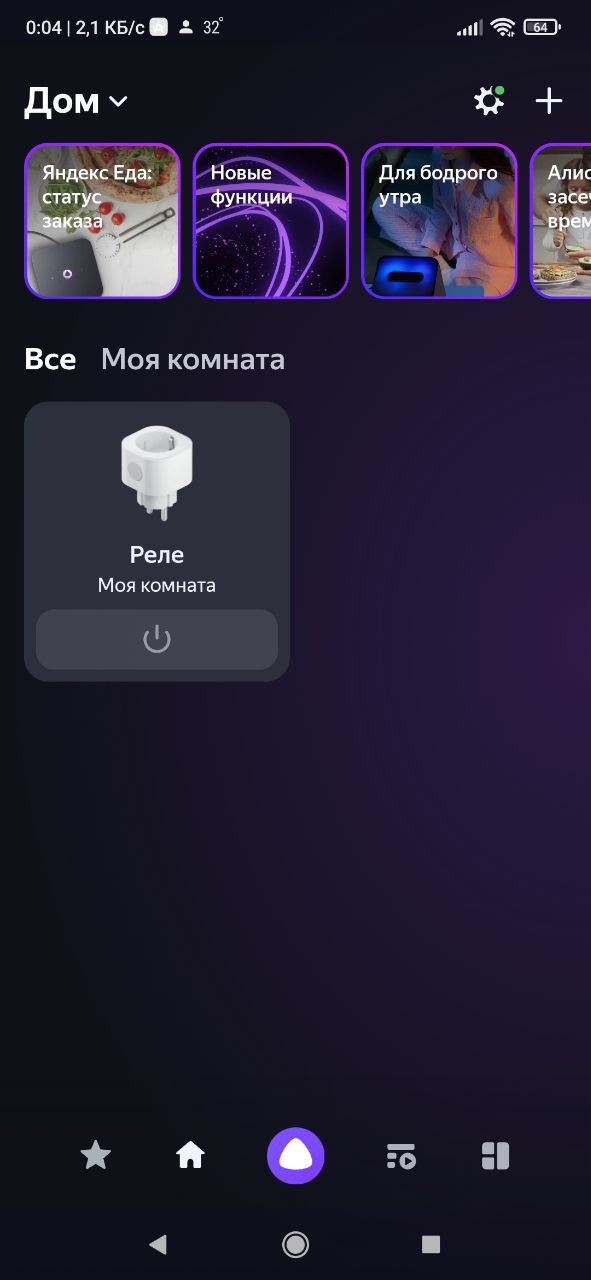 0:04 | 2,1 КБ/с
32°
64
Дом
Яндекс Еда:
статус
заказа
Новые
функции
Для бодрого
утра
Алис
засеч
врем
Все Моя комната
Реле
Моя комната